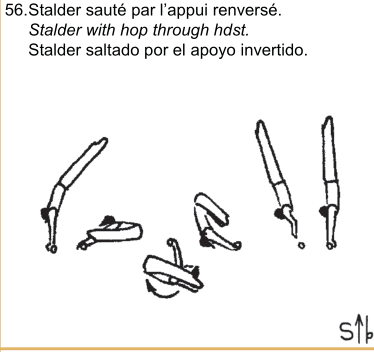 56.Stalder sauté par l'appui renversé.
Stalder with hop through hdst.
Stalder saltado por el apoyo invertido.